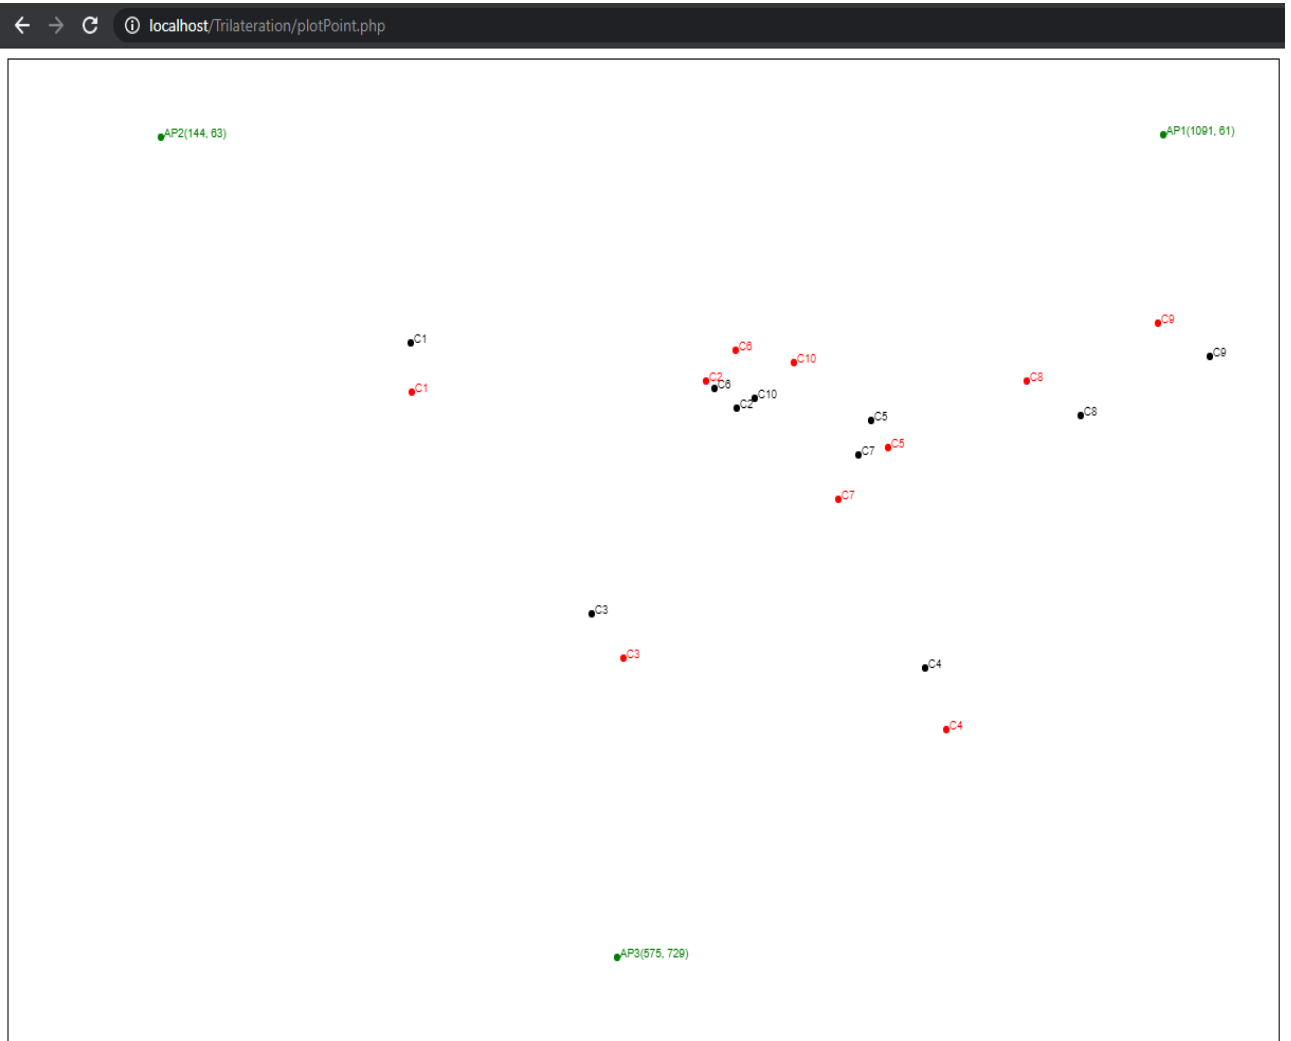 localhost/Trilateration/plotPoint.php
AP2(144, 63)
AP1(1091, 61)
C9
C1
C6
C9
C10
C1
C2
C8
C6
C10
C2
C8
C5
C5
C7
C7
C3
C3
C4
C4
AP3(575, 729)